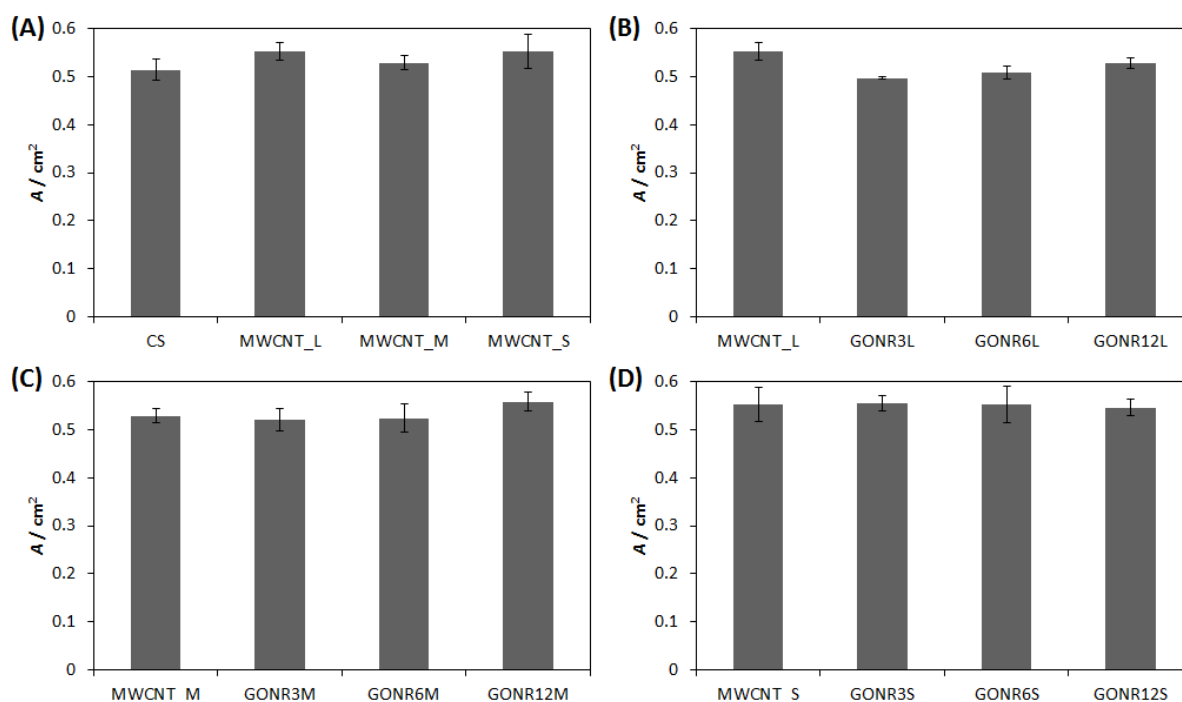 (A)
0.6
0.5
0.4
0.3
0.2
0.1
0
A / cm²
CS MWCNT_L MWCNT_M MWCNT_S
(B)
0.6
0.5
0.4
0.3
0.2
0.1
0
A / cm²
MWCNT_L GONR3L GONR6L GONR12L
(C)
0.6
0.5
0.4
0.3
0.2
0.1
0
A / cm²
MWCNT_M GONR3M GONR6M GONR12M
(D)
0.6
0.5
0.4
0.3
0.2
0.1
0
A / cm²
MWCNT_S GONR3S GONR6S GONR12S